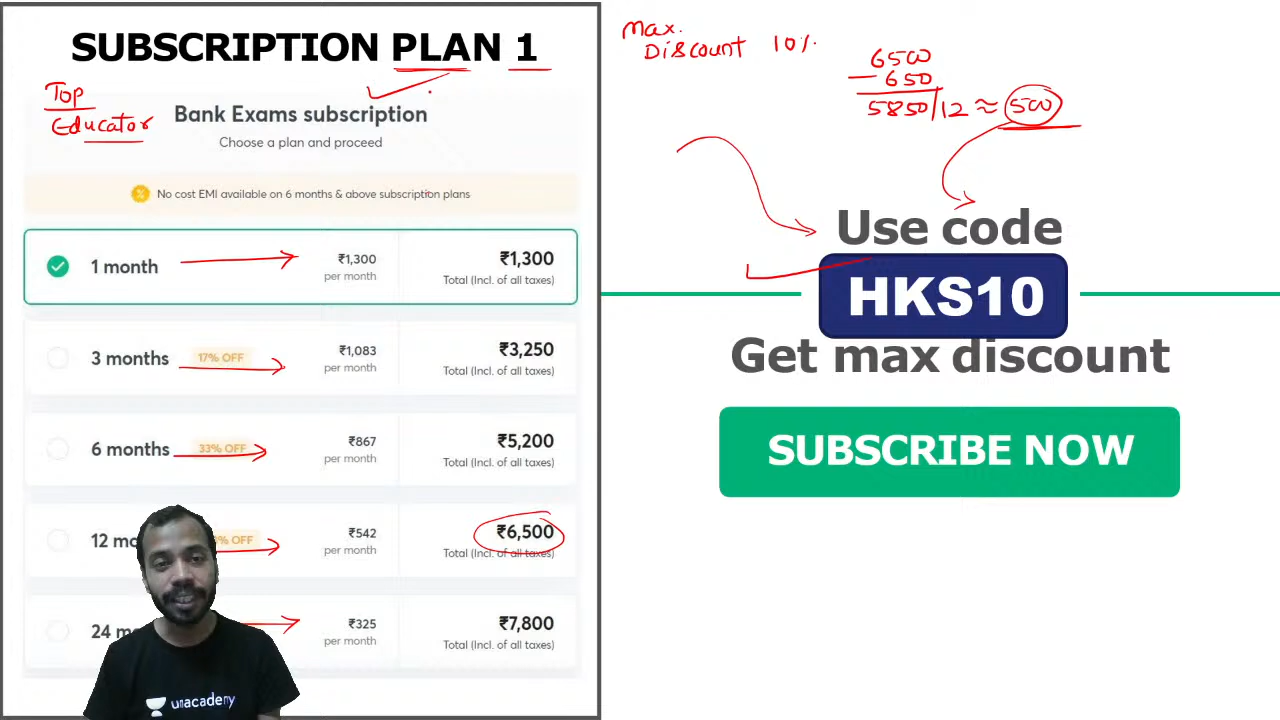 SUBSCRIPTION PLAN 1
Top
Educator
Bank Exams subscription
Choose a plan and proceed
No cost EMI available on 6 months & above subscription plans
1 month ₹1,300 per month ₹1,300 Total (Incl. of all taxes)
3 months 17% OFF ₹1,083 per month ₹3,250 Total (Incl. of all taxes)
6 months 33% OFF ₹867 per month ₹5,200 Total (Incl. of all taxes)
12 OFF ₹542 per month ₹6,500 Total (Incl. of all taxes)
24 ₹325 per month ₹7,800 Total (Incl. of all taxes)
unacademy
Max.
Discount 10%
6500
- 650
5850/12 ≈ 500
Use code
HKS10
Get max discount
SUBSCRIBE NOW